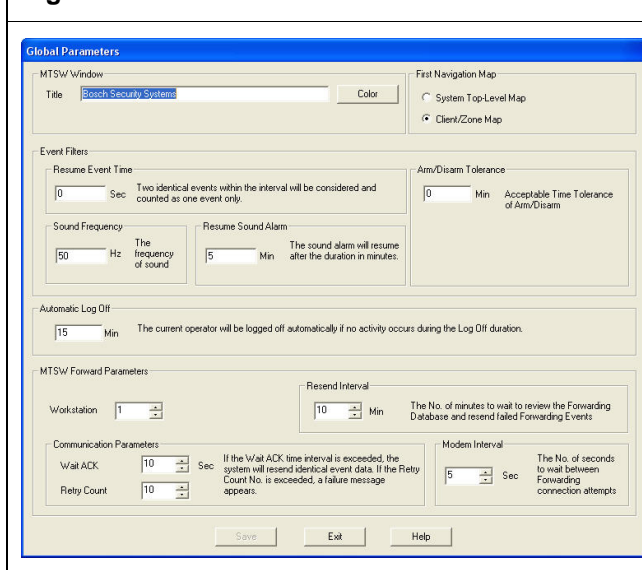 Global Parameters
MTSW Window
Title Bosch Security Systems Color
First Navigation Map
System Top-Level Map
Client/Zone Map
Event Filters
Resume Event Time
0 Sec Two identical events within the interval will be considered and
counted as one event only.
Arm/Disarm Tolerance
0 Min Acceptable Time Tolerance
of Arm/Disarm
Sound Frequency
50 Hz The
frequency
of sound
Resume Sound Alarm
5 Min The sound alarm will resume
after the duration in minutes.
Automatic Log Off
15 Min The current operator will be logged off automatically if no activity occurs during the Log Off duration.
MTSW Forward Parameters
Workstation 1
Resend Interval
10 Min The No. of minutes to wait to review the Forwarding
Database and resend failed Forwarding Events
Communication Parameters
Wait ACK 10 Sec
Retry Count 10
If the Wait ACK time interval is exceeded, the
system will resend identical event data. If the Retry
Count No. is exceeded, a failure message
appears.
Modem Interval
5 Sec The No. of seconds
to wait between
Forwarding
connection attempts
Save Exit Help